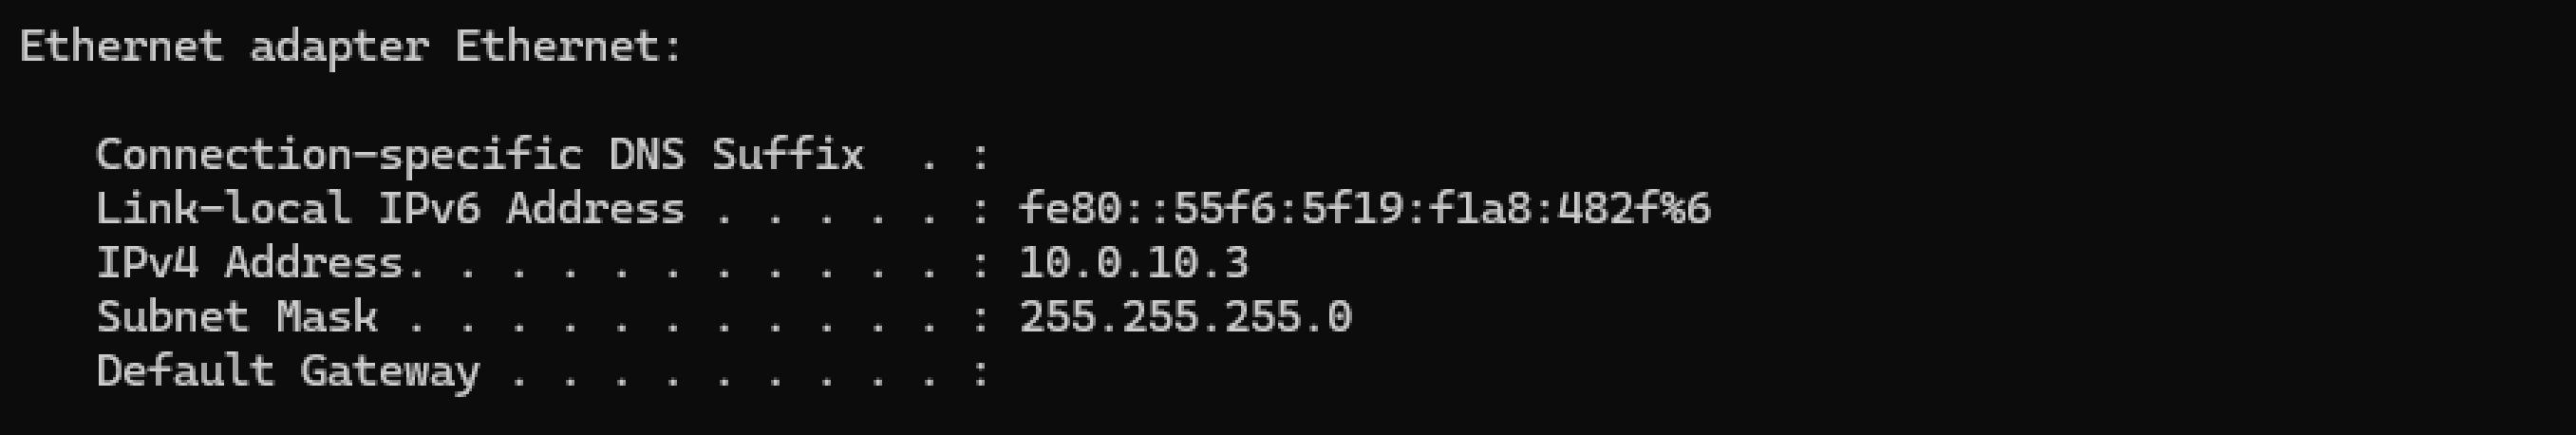 Ethernet adapter Ethernet:
Connection-specific DNS Suffix  . :
Link-local IPv6 Address . . . . . : fe80::55f6:5f19:f1a8:482f%6
IPv4 Address. . . . . . . . . . . : 10.0.10.3
Subnet Mask . . . . . . . . . . . : 255.255.255.0
Default Gateway . . . . . . . . . :